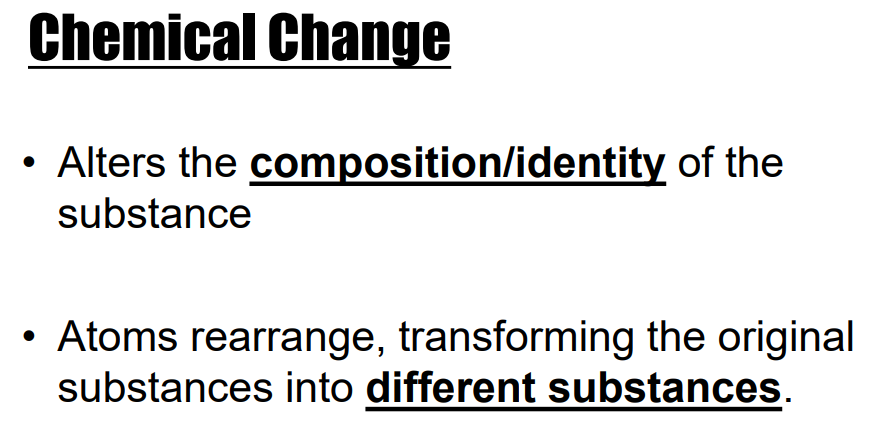 Chemical Change
• Alters the composition/identity of the
substance
• Atoms rearrange, transforming the original
substances into different substances.